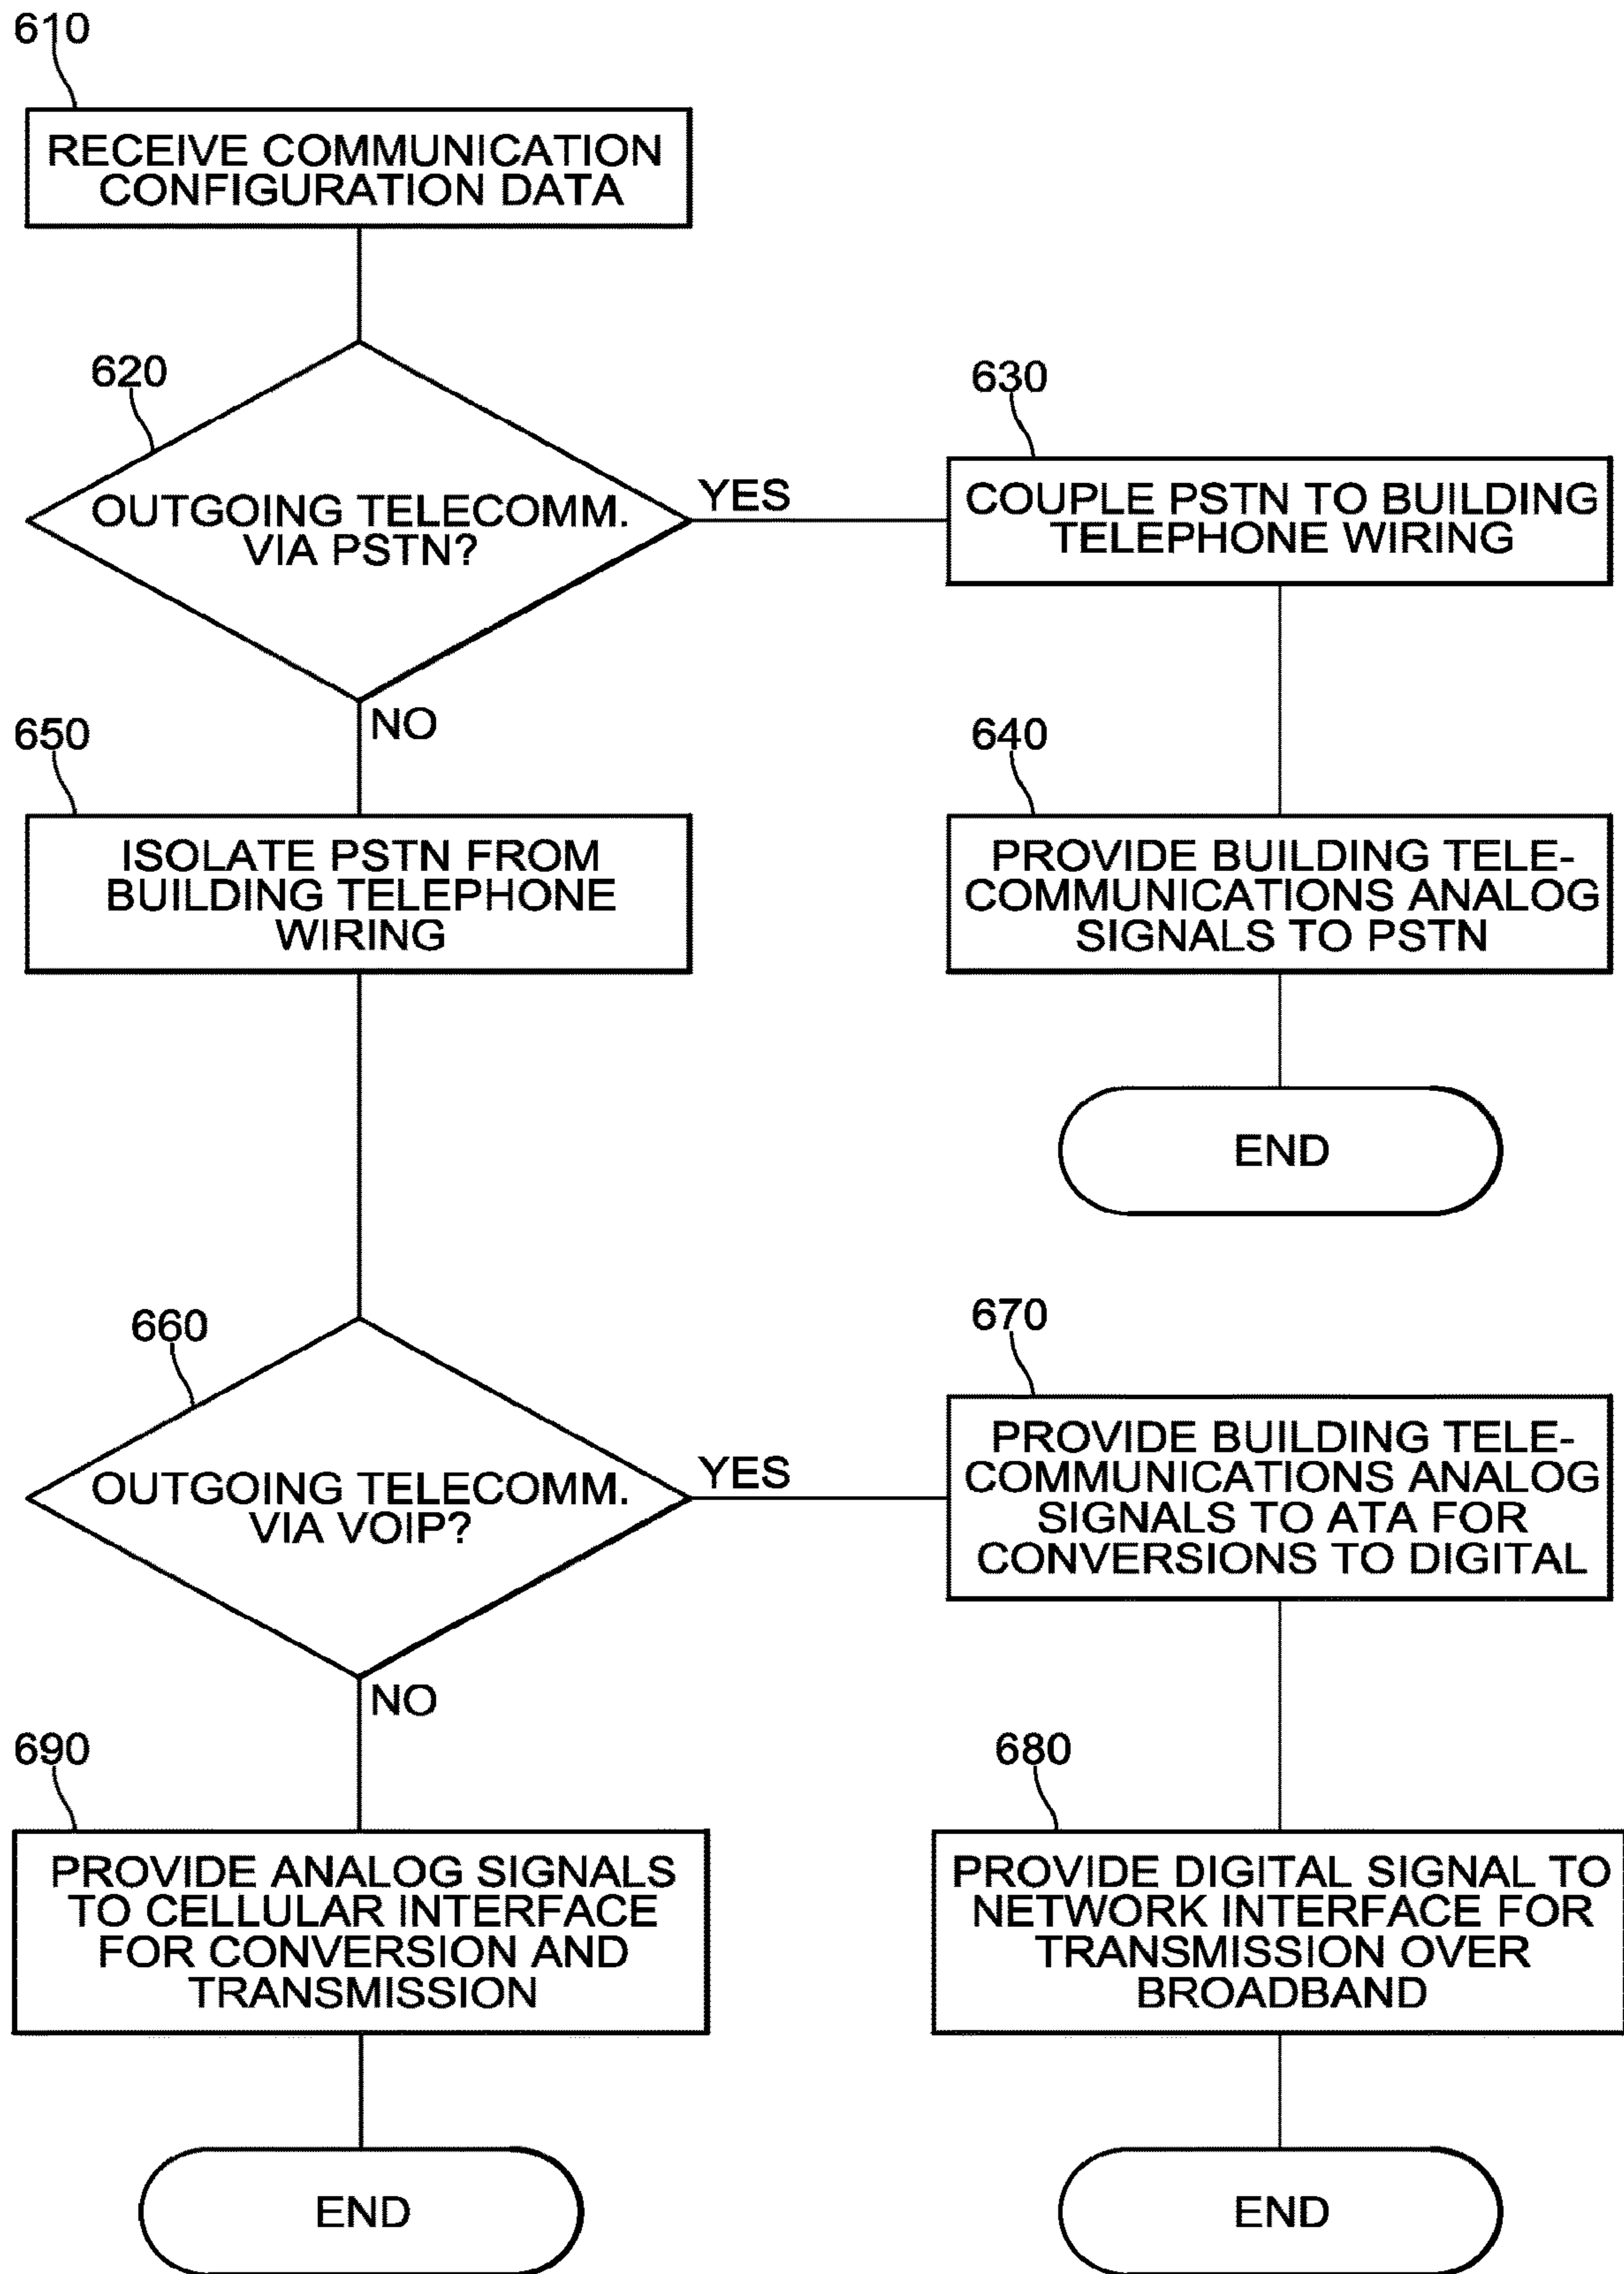 610
RECEIVE COMMUNICATION
CONFIGURATION DATA
620
OUTGOING TELECOMM.
VIA PSTN?
YES
630
COUPLE PSTN TO BUILDING
TELEPHONE WIRING
NO
650
ISOLATE PSTN FROM
BUILDING TELEPHONE
WIRING
640
PROVIDE BUILDING TELE-
COMMUNICATIONS ANALOG
SIGNALS TO PSTN
END
660
OUTGOING TELECOMM.
VIA VOIP?
YES
670
PROVIDE BUILDING TELE-
COMMUNICATIONS ANALOG
SIGNALS TO ATA FOR
CONVERSIONS TO DIGITAL
NO
690
PROVIDE ANALOG SIGNALS
TO CELLULAR INTERFACE
FOR CONVERSION AND
TRANSMISSION
END
680
PROVIDE DIGITAL SIGNAL TO
NETWORK INTERFACE FOR
TRANSMISSION OVER
BROADBAND
END